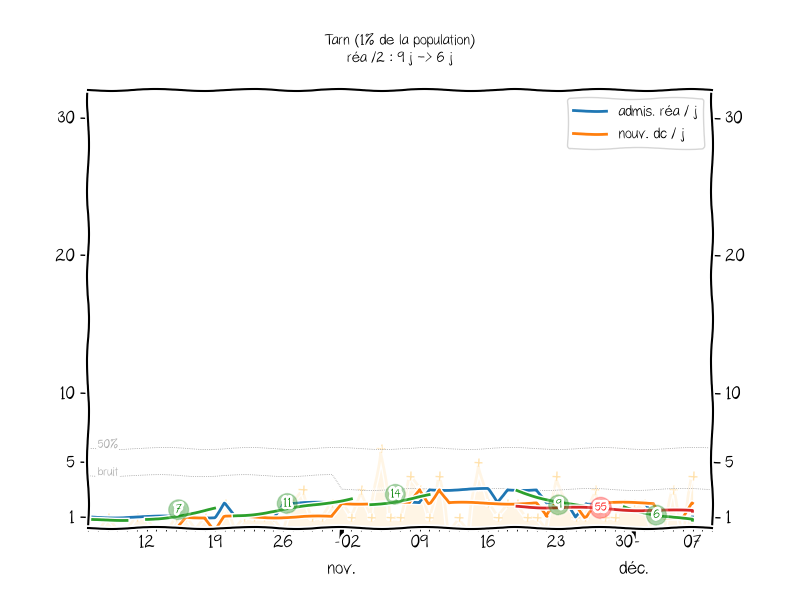 Tarn (1% de la population)
réa /2 : 9 j -> 6 j
admis. réa / j
nouv. dc / j
30 30
20 20
10 10
50%
5 5
bruit
7 11 14 9 55 6
1 1
12 19 26 02 09 16 23 30 07
nov. déc.